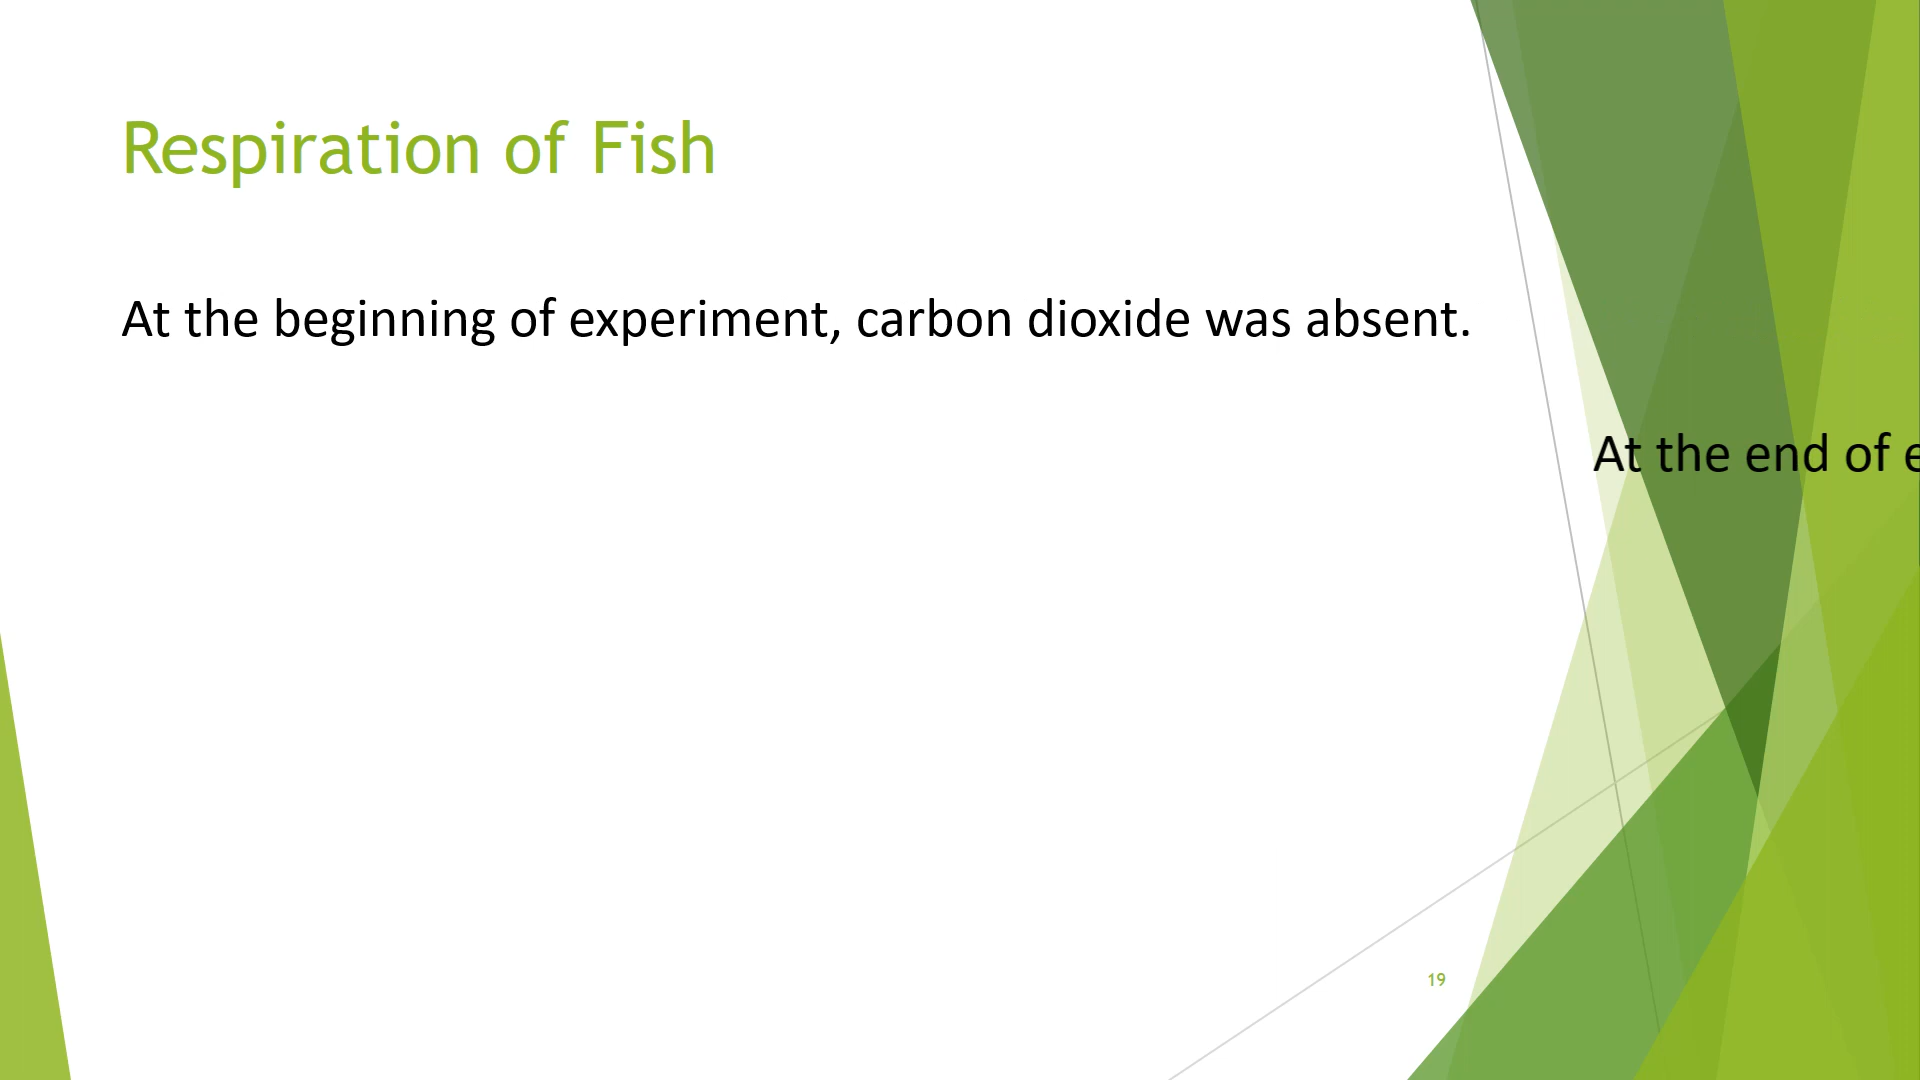 Respiration of Fish
At the beginning of experiment, carbon dioxide was absent.
At the end of
19